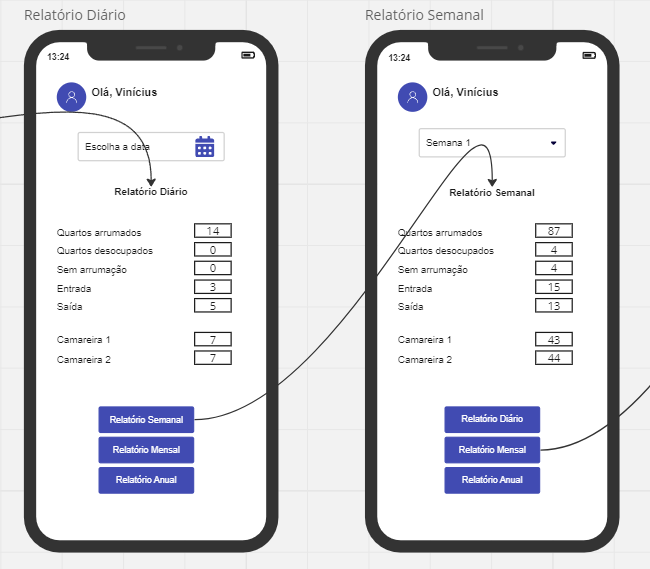 Relatório Diário
13:24
Olá, Vinícius
Escolha a data
Relatório Diário
Quartos arrumados 14
Quartos desocupados 0
Sem arrumação 0
Entrada 3
Saída 5
Camareira 1 7
Camareira 2 7
Relatório Semanal
Relatório Mensal
Relatório Anual
Relatório Semanal
13:24
Olá, Vinícius
Semana 1
Relatório Semanal
Quartos arrumados 87
Quartos desocupados 4
Sem arrumação 4
Entrada 15
Saída 13
Camareira 1 43
Camareira 2 44
Relatório Diário
Relatório Mensal
Relatório Anual